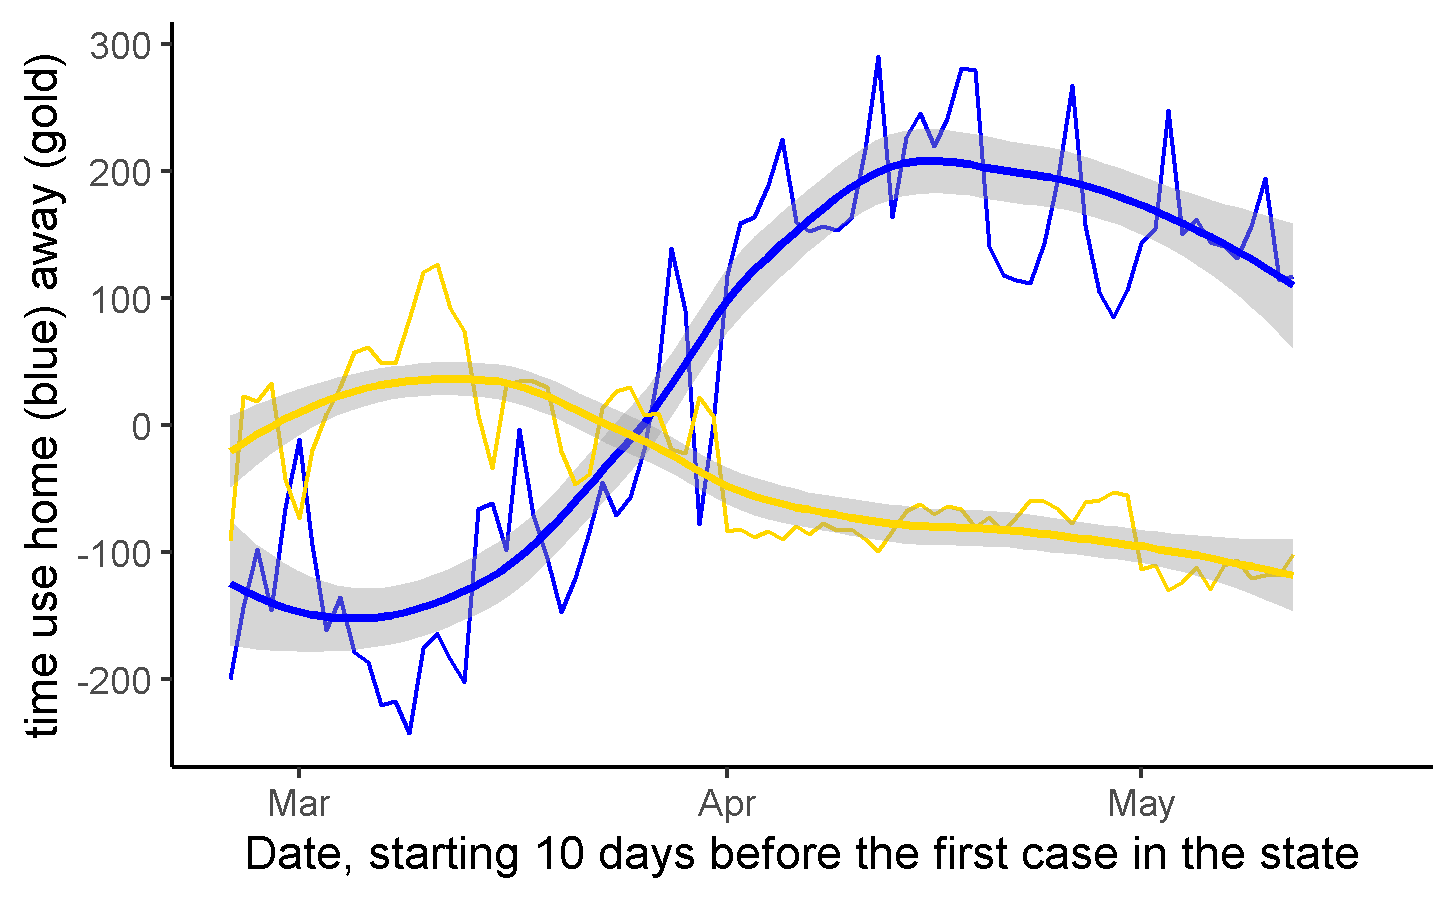 time use home (blue) away (gold)
300
200
100
0
-100
-200
Mar Apr May
Date, starting 10 days before the first case in the state